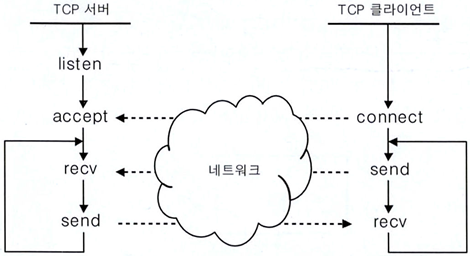 TCP 서버 TCP 클라이언트
listen
accept connect
recv 네트워크 send
send recv